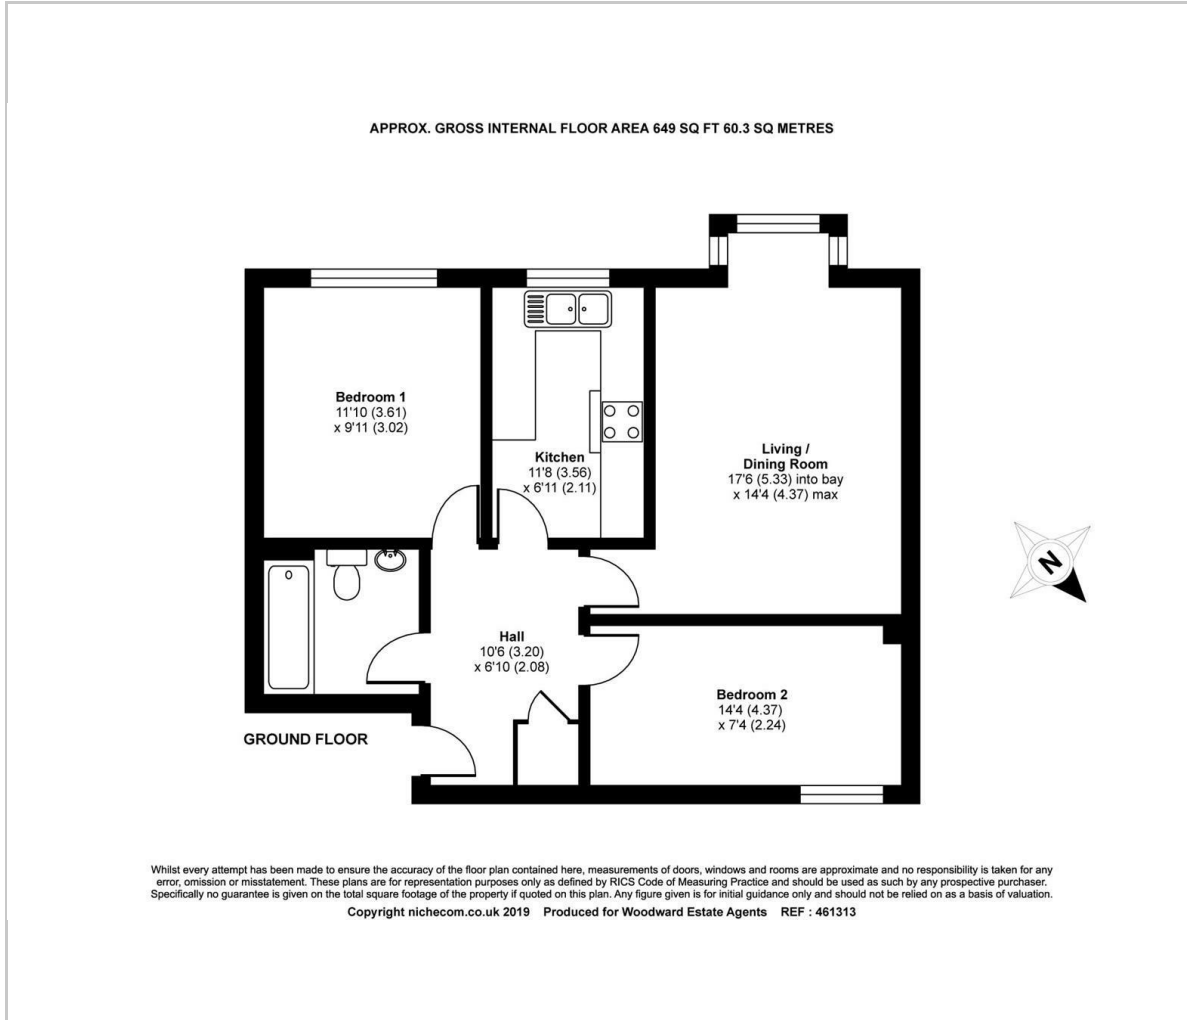 APPROX. GROSS INTERNAL FLOOR AREA 649 SQ FT 60.3 SQ METRES
Bedroom 1
11'10 (3.61)
x 9'11 (3.02)
Kitchen
11'8 (3.56)
x 6'11 (2.11)
Living /
Dining Room
17'6 (5.33) into bay
x 14'4 (4.37) max
N
Hall
10'6 (3.20)
x 6'10 (2.08)
Bedroom 2
14'4 (4.37)
x 7'4 (2.24)
GROUND FLOOR
Whilst every attempt has been made to ensure the accuracy of the floor plan contained here, measurements of doors, windows and rooms are approximate and no responsibility is taken for any
error, omission or misstatement. These plans are for representation purposes only as defined by RICS Code of Measuring Practice and should be used as such by any prospective purchaser.
Specifically no guarantee is given on the total square footage of the property if quoted on this plan. Any figure given is for initial guidance only and should not be relied on as a basis of valuation.
Copyright nichecom.co.uk 2019 Produced for Woodward Estate Agents REF : 461313